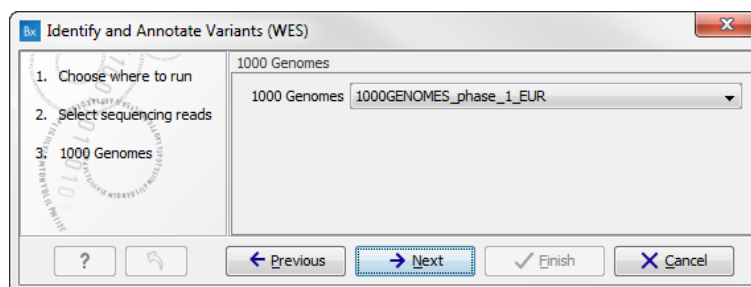 Bx Identify and Annotate Variants (WES)
1. Choose where to run
2. Select sequencing reads
3. 1000 Genomes
1000 Genomes
1000 Genomes 1000GENOMES_phase_1_EUR
? Previous Next Finish Cancel